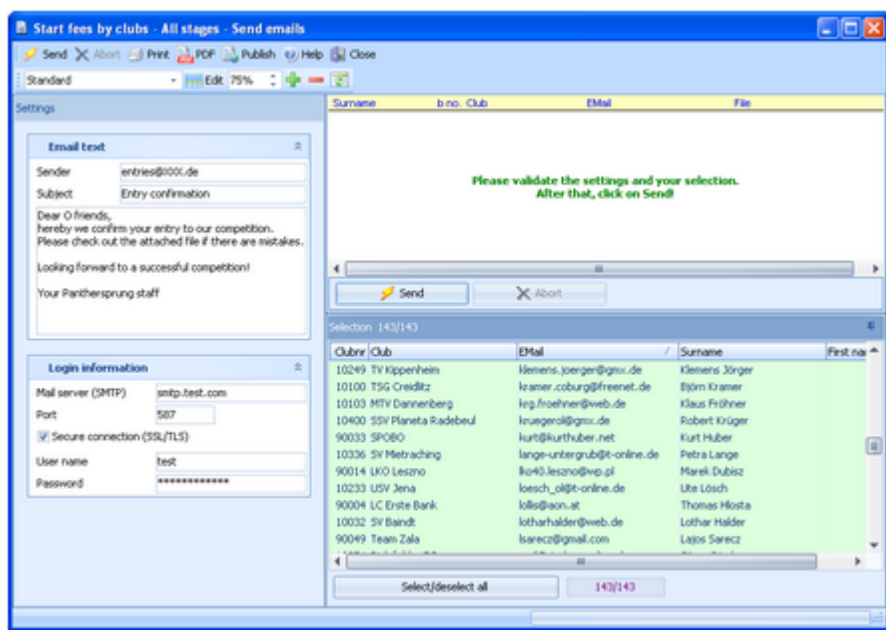 Start fees by clubs - All stages - Send emails
Send Abort Print PDF Publish Help Close
Standard Edit 75%
Settings
Email text
Sender entries@XXX.de
Subject Entry confirmation
Dear O friends,
hereby we confirm your entry to our competition.
Please check out the attached file if there are mistakes.
Looking forward to a successful competition!
Your Panthersprung staff
Login information
Mail server (SMTP) smtp.test.com
Port 587
Secure connection (SSL/TLS)
User name test
Password ************
Surname b no. Club EMail File
Please validate the settings and your selection.
After that, click on Send!
Send Abort
Selection 143/143
Clubnr Club EMail / Surname First na
10249 TV Kippenheim klemens.joerger@gmx.de Klemens Jörger
10100 TSG Creidlitz kramer.coburg@freenet.de Björn Kramer
10103 MTV Dannenberg krg.froehner@web.de Klaus Fröhner
10400 SSV Planeta Radebeul kruegerol@gmx.de Robert Krüger
90033 SPOBO kurt@kurthuber.net Kurt Huber
10336 SV Mietraching lange-untergrub@t-online.de Petra Lange
90014 LKO Leszno lko40.leszno@wp.pl Marek Dubisz
10233 USV Jena loesch_ol@t-online.de Ute Lösch
90004 LC Erste Bank lollis@aon.at Thomas Hlosta
10032 SV Baindt lotharhalder@web.de Lothar Halder
90049 Team Zala lsarecz@gmail.com Lajos Sarecz
Select/deselect all 143/143